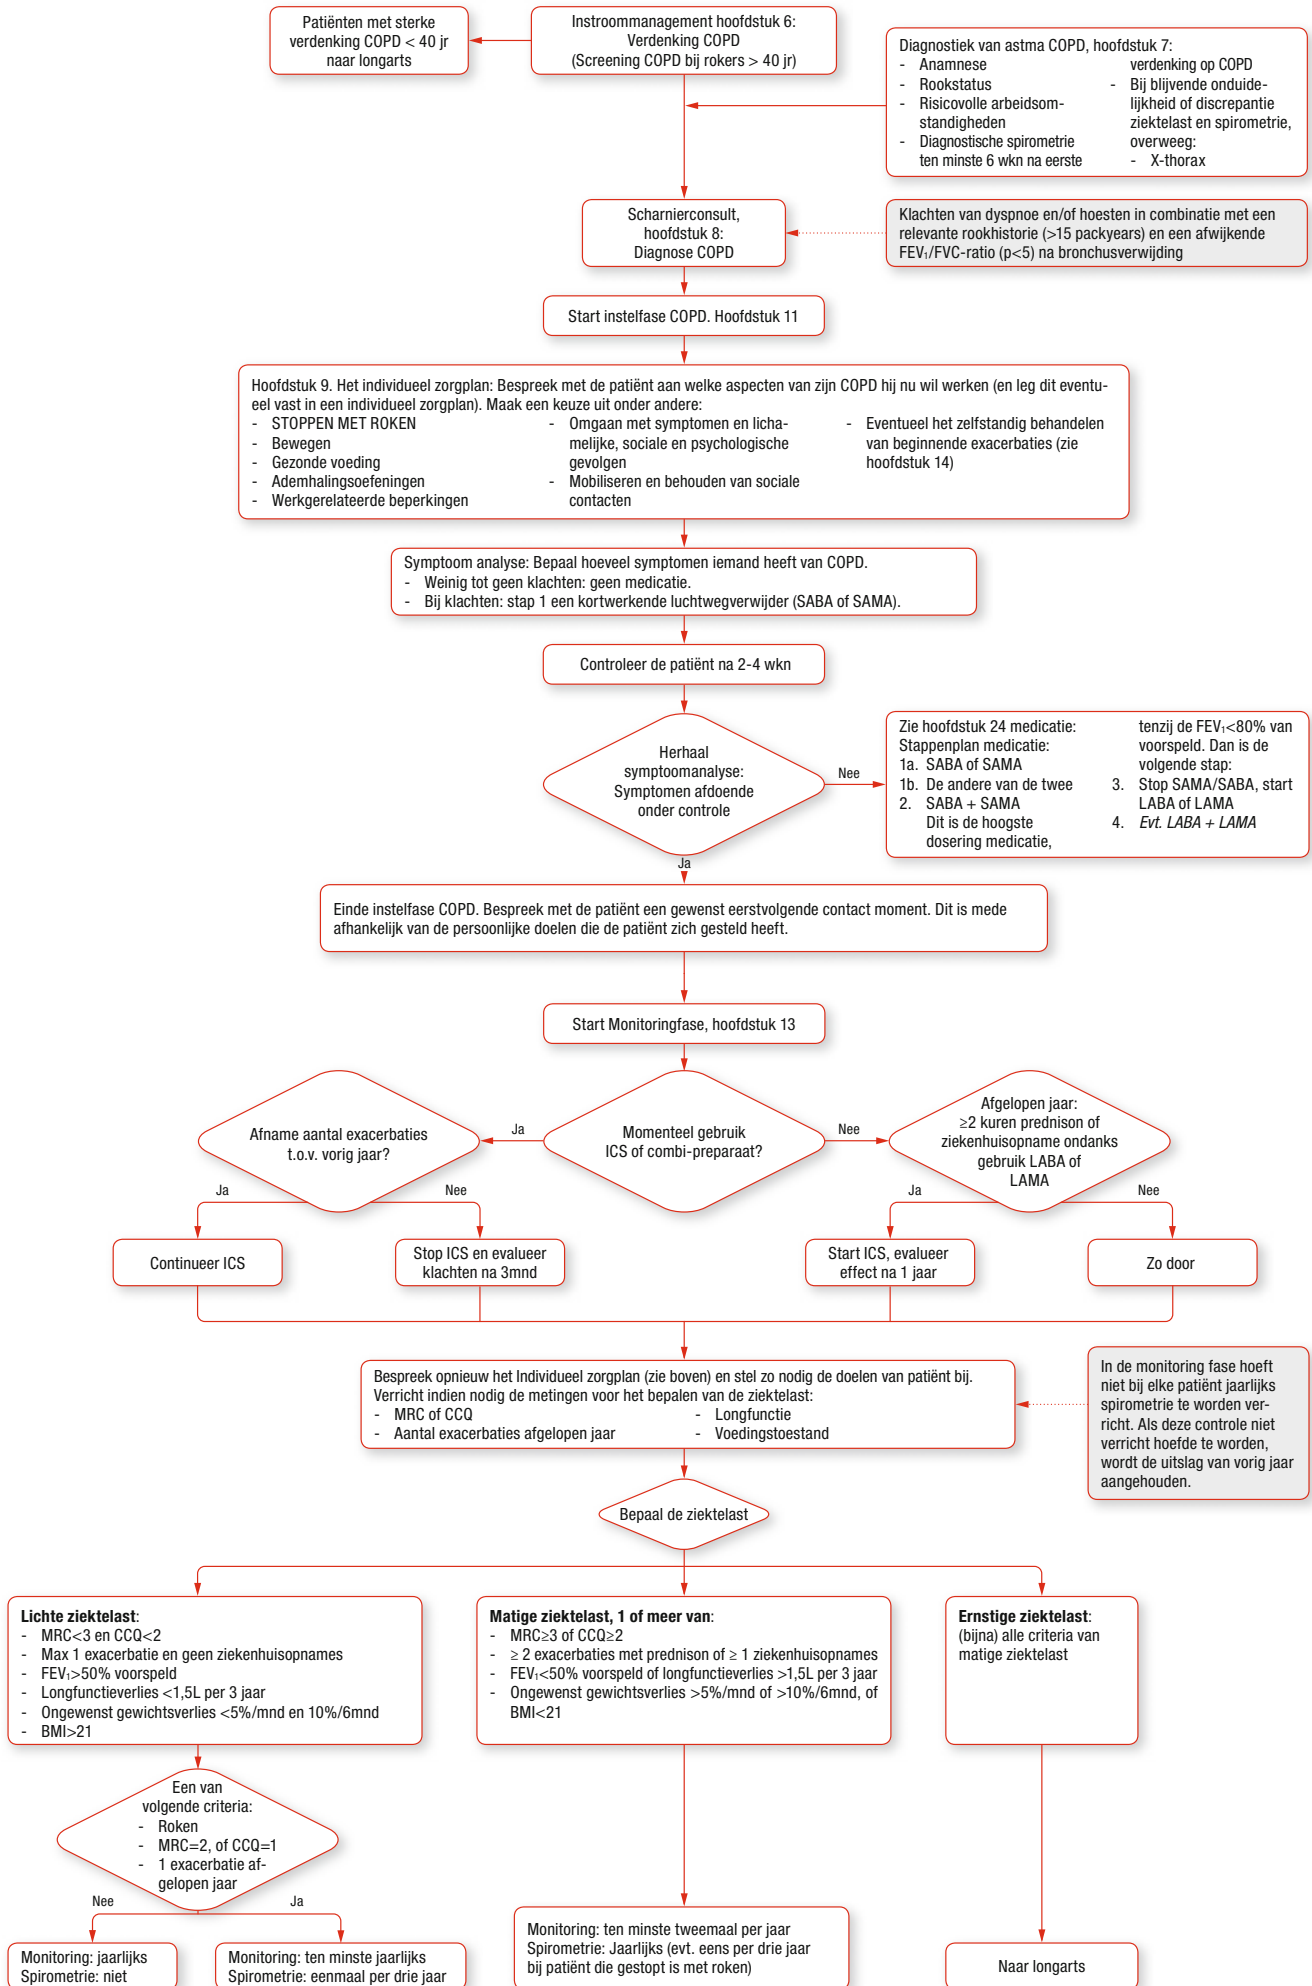 Patiënten met sterke
verdenking COPD < 40 jr
naar longarts
Instroommanagement hoofdstuk 6:
Verdenking COPD
(Screening COPD bij rokers > 40 jr)
Diagnostiek van astma COPD, hoofdstuk 7:
- Anamnese
- Rookstatus
- Risicovolle arbeidsom-
standigheden
- Diagnostische spirometrie
ten minste 6 wkn na eerste
verdenking op COPD
- Bij blijvende onduide-
lijkheid of discrepantie
ziektelast en spirometrie,
overweeg:
- X-thorax
Scharnierconsult,
hoofdstuk 8:
Diagnose COPD
Klachten van dyspnoe en/of hoesten in combinatie met een
relevante rookhistorie (>15 packyears) en een afwijkende
FEV₁/FVC-ratio (p<5) na bronchusverwijding
Start instelfase COPD. Hoofdstuk 11
Hoofdstuk 9. Het individueel zorgplan: Bespreek met de patiënt aan welke aspecten van zijn COPD hij nu wil werken (en leg dit eventu-
eel vast in een individueel zorgplan). Maak een keuze uit onder andere:
- STOPPEN MET ROKEN
- Bewegen
- Gezonde voeding
- Ademhalingsoefeningen
- Werkgerelateerde beperkingen
- Omgaan met symptomen en licha-
melijke, sociale en psychologische
gevolgen
- Mobiliseren en behouden van sociale
contacten
- Eventueel het zelfstandig behandelen
van beginnende exacerbaties (zie
hoofdstuk 14)
Symptoom analyse: Bepaal hoeveel symptomen iemand heeft van COPD.
- Weinig tot geen klachten: geen medicatie.
- Bij klachten: stap 1 een kortwerkende luchtwegverwijder (SABA of SAMA).
Controleer de patiënt na 2-4 wkn
Herhaal
symptoomanalyse:
Symptomen afdoende
onder controle
Nee
Zie hoofdstuk 24 medicatie:
Stappenplan medicatie:
1a. SABA of SAMA
1b. De andere van de twee
2. SABA + SAMA
Dit is de hoogste
dosering medicatie,
tenzij de FEV₁<80% van
voorspeld. Dan is de
volgende stap:
3. Stop SAMA/SABA, start
LABA of LAMA
4. Evt. LABA + LAMA
Ja
Einde instelfase COPD. Bespreek met de patiënt een gewenst eerstvolgende contact moment. Dit is mede
afhankelijk van de persoonlijke doelen die de patiënt zich gesteld heeft.
Start Monitoringfase, hoofdstuk 13
Afname aantal exacerbaties
t.o.v. vorig jaar?
Ja
Momenteel gebruik
ICS of combi-preparaat?
Nee
Afgelopen jaar:
≥2 kuren prednison of
ziekenhuisopname ondanks
gebruik LABA of
LAMA
Ja
Nee
Ja
Nee
Continueer ICS
Stop ICS en evalueer
klachten na 3mnd
Start ICS, evalueer
effect na 1 jaar
Zo door
Bespreek opnieuw het Individueel zorgplan (zie boven) en stel zo nodig de doelen van patiënt bij.
Verricht indien nodig de metingen voor het bepalen van de ziektelast:
- MRC of CCQ
- Aantal exacerbaties afgelopen jaar
- Longfunctie
- Voedingstoestand
In de monitoring fase hoeft
niet bij elke patiënt jaarlijks
spirometrie te worden ver-
richt. Als deze controle niet
verricht hoefde te worden,
wordt de uitslag van vorig jaar
aangehouden.
Bepaal de ziektelast
Lichte ziektelast:
- MRC<3 en CCQ<2
- Max 1 exacerbatie en geen ziekenhuisopnames
- FEV₁>50% voorspeld
- Longfunctieverlies <1,5L per 3 jaar
- Ongewenst gewichtsverlies <5%/mnd en 10%/6mnd
- BMI>21
Matige ziektelast, 1 of meer van:
- MRC≥3 of CCQ≥2
- ≥ 2 exacerbaties met prednison of ≥ 1 ziekenhuisopnames
- FEV₁<50% voorspeld of longfunctieverlies >1,5L per 3 jaar
- Ongewenst gewichtsverlies >5%/mnd of >10%/6mnd, of
BMI<21
Ernstige ziektelast:
(bijna) alle criteria van
matige ziektelast
Een van
volgende criteria:
- Roken
- MRC=2, of CCQ=1
- 1 exacerbatie af-
gelopen jaar
Nee
Ja
Monitoring: jaarlijks
Spirometrie: niet
Monitoring: ten minste jaarlijks
Spirometrie: eenmaal per drie jaar
Monitoring: ten minste tweemaal per jaar
Spirometrie: Jaarlijks (evt. eens per drie jaar
bij patiënt die gestopt is met roken)
Naar longarts